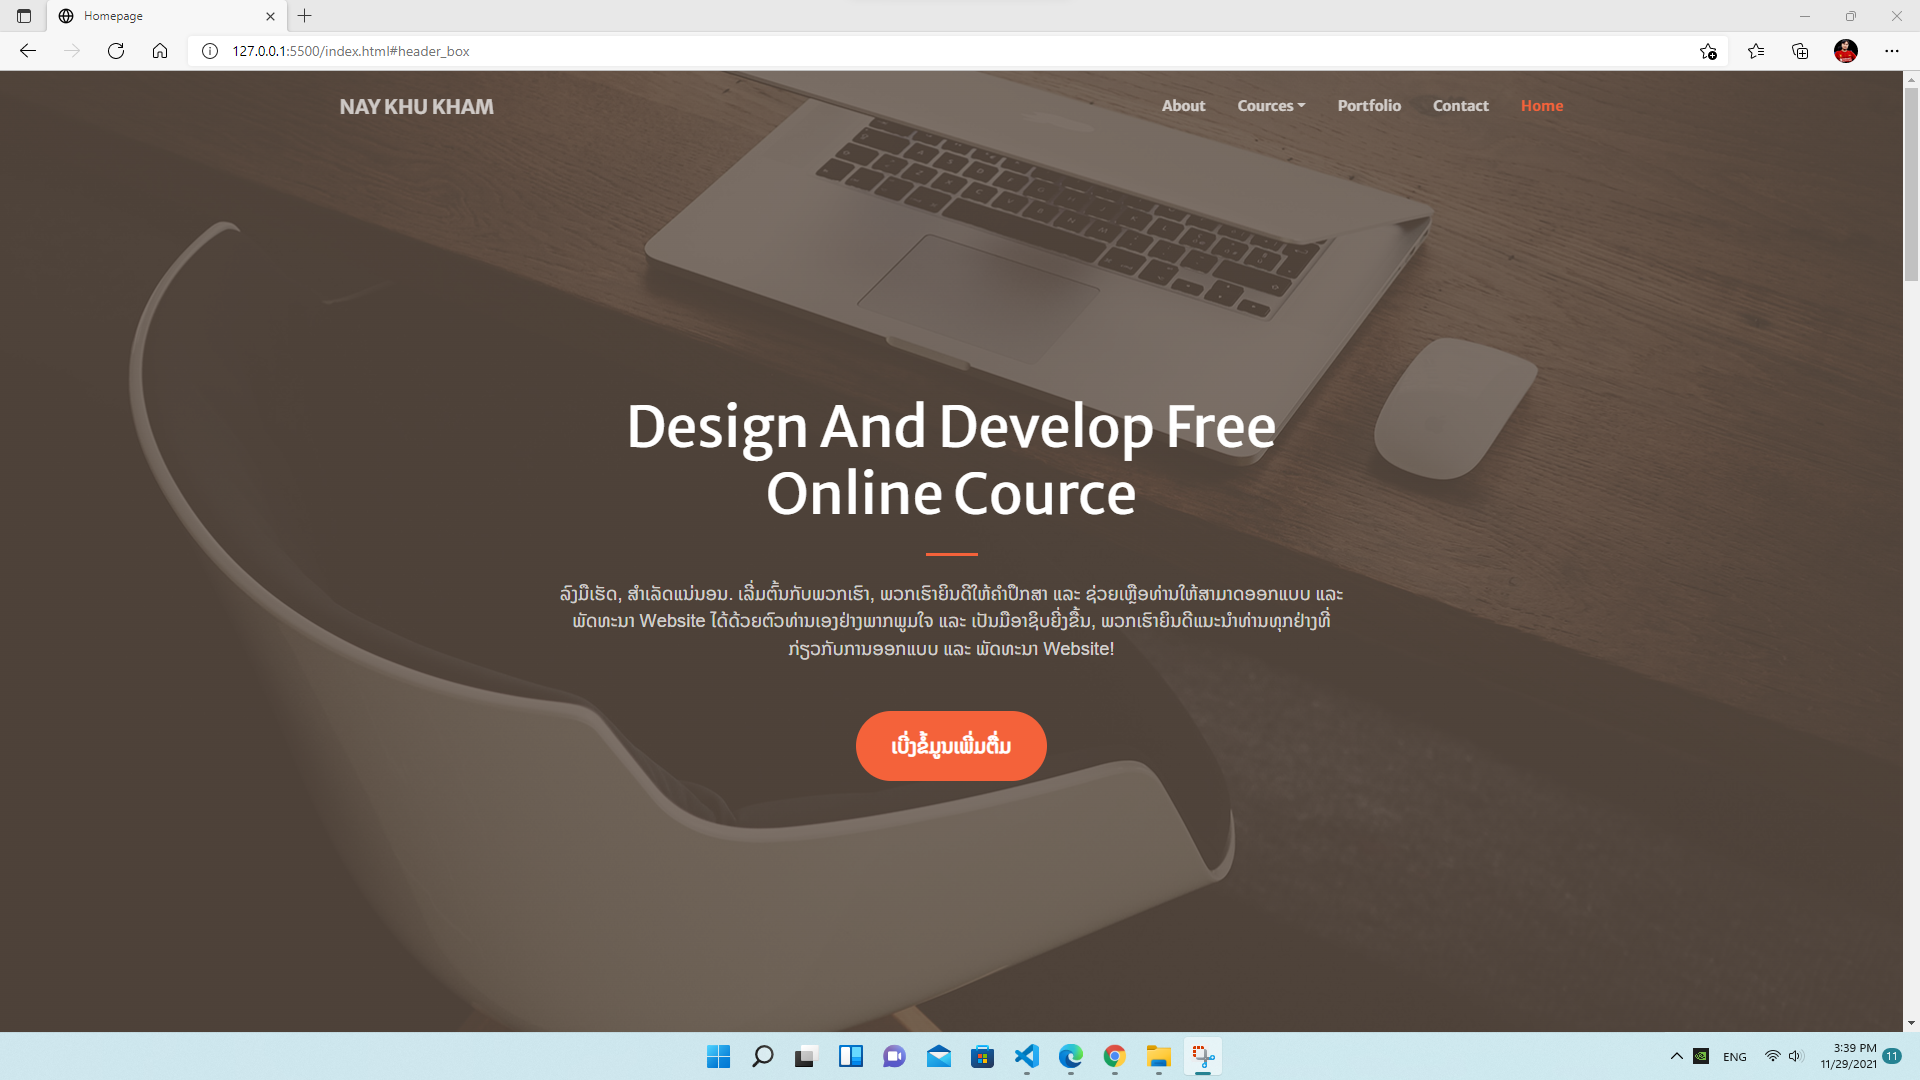 Homepage
127.0.0.1:5500/index.html#header_box
NAY KHU KHAM
About Cources Portfolio Contact Home
Design And Develop Free
Online Cource
ລົງມືເຮັດ, ສຳເລັດແນ່ນອນ. ເລີ່ມຕົ້ນກັບພວກເຮົາ, ພວກເຮົາຍິນດີໃຫ້ຄຳປຶກສາ ແລະ ຊ່ວຍເຫຼືອທ່ານໃຫ້ສາມາດອອກແບບ ແລະ
ພັດທະນາ Website ໄດ້ດ້ວຍຕົວທ່ານເອງຢ່າງພາກພູມໃຈ ແລະ ເປັນມືອາຊິບຍິ່ງຂື້ນ, ພວກເຮົາຍິນດີແນະນຳທ່ານທຸກຢ່າງທີ່
ກ່ຽວກັບການອອກແບບ ແລະ ພັດທະນາ Website!
ເບີ່ງຂໍ້ມູນເພີ່ມຕື່ມ
ENG
3:39 PM
11/29/2021
11